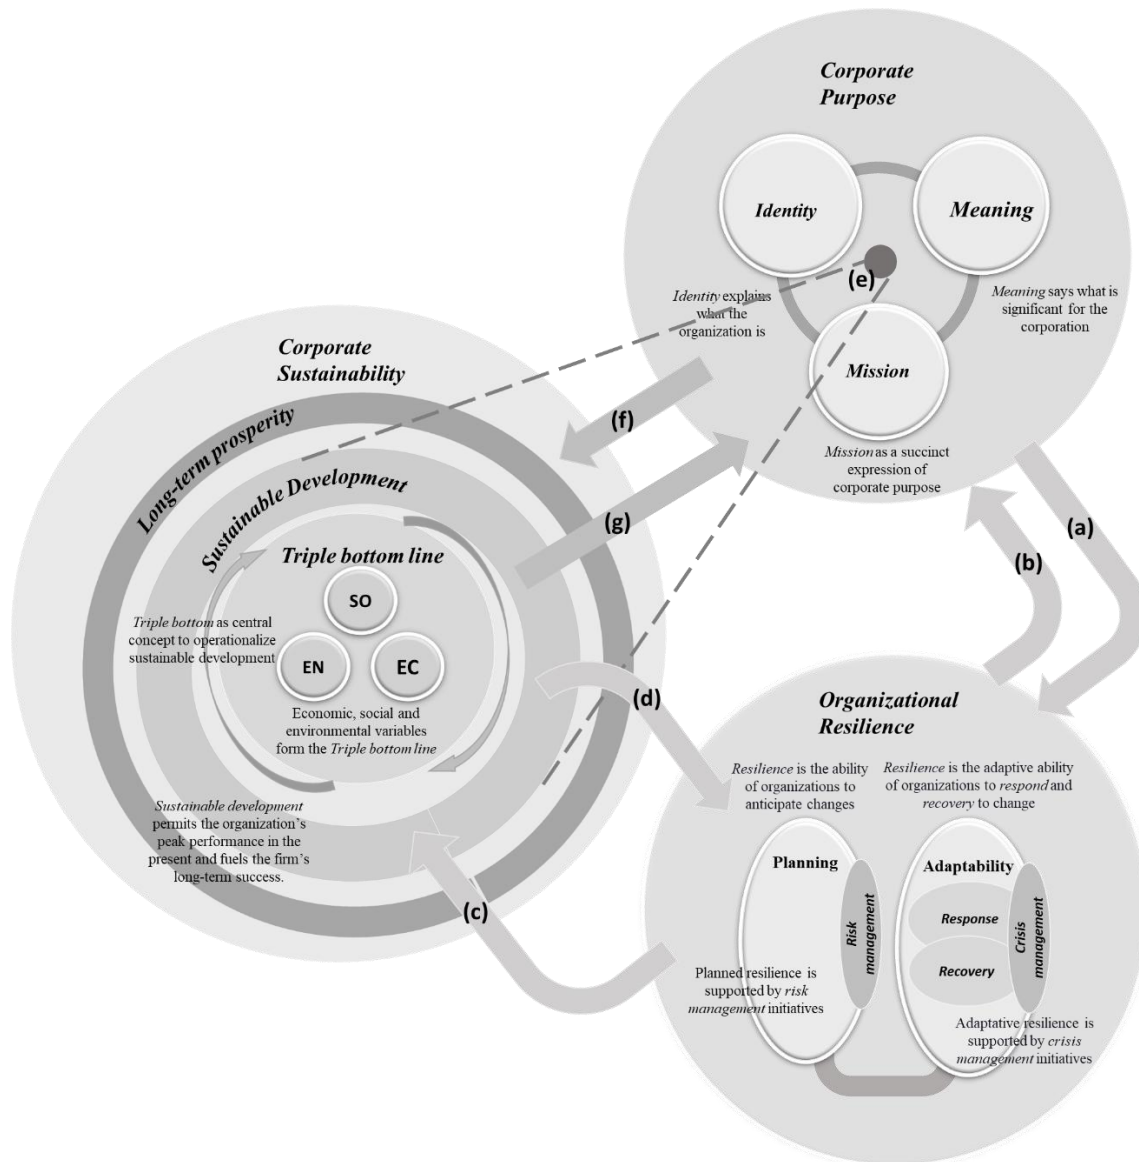 Corporate
Purpose
Identity
Meaning
(e)
Identity explains
what the
organization is
Meaning says what is
significant for the
corporation
Mission
Mission as a succinct
expression of
corporate purpose
Corporate
Sustainability
Long-term prosperity
Sustainable Development
Triple bottom line
SO
EN
EC
Triple bottom as central
concept to operationalize
sustainable development
Economic, social and
environmental variables
form the Triple bottom line
Sustainable development
permits the organization’s
peak performance in the
present and fuels the firm’s
long-term success.
(f)
(g)
(a)
(b)
(d)
(c)
Organizational
Resilience
Resilience is the ability
of organizations to
anticipate changes
Resilience is the adaptive ability
of organizations to respond and
recovery to change
Planning
Risk
management
Adaptability
Response
Recovery
Crisis
management
Planned resilience is
supported by risk
management initiatives
Adaptative resilience is
supported by crisis
management initiatives